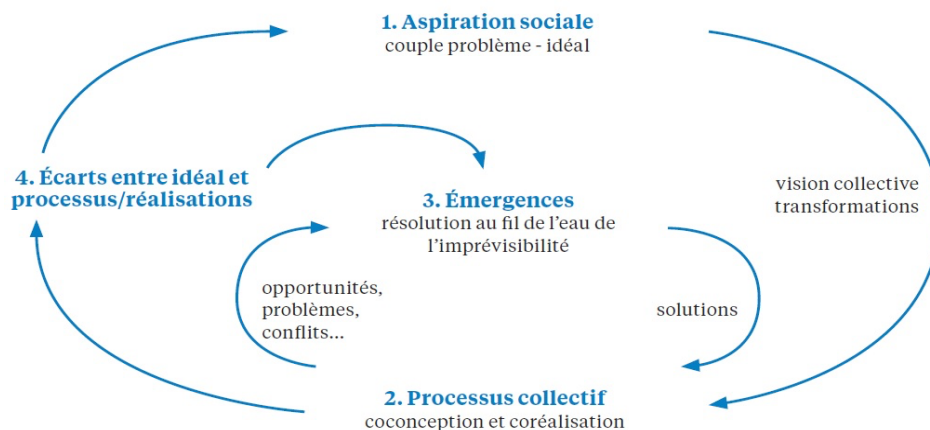 1. Aspiration sociale
couple problème - idéal
4. Écarts entre idéal et
processus/réalisations
3. Émergences
résolution au fil de l’eau de
l’imprévisibilité
vision collective
transformations
opportunités,
problèmes,
conflits...
solutions
2. Processus collectif
coconception et coréalisation